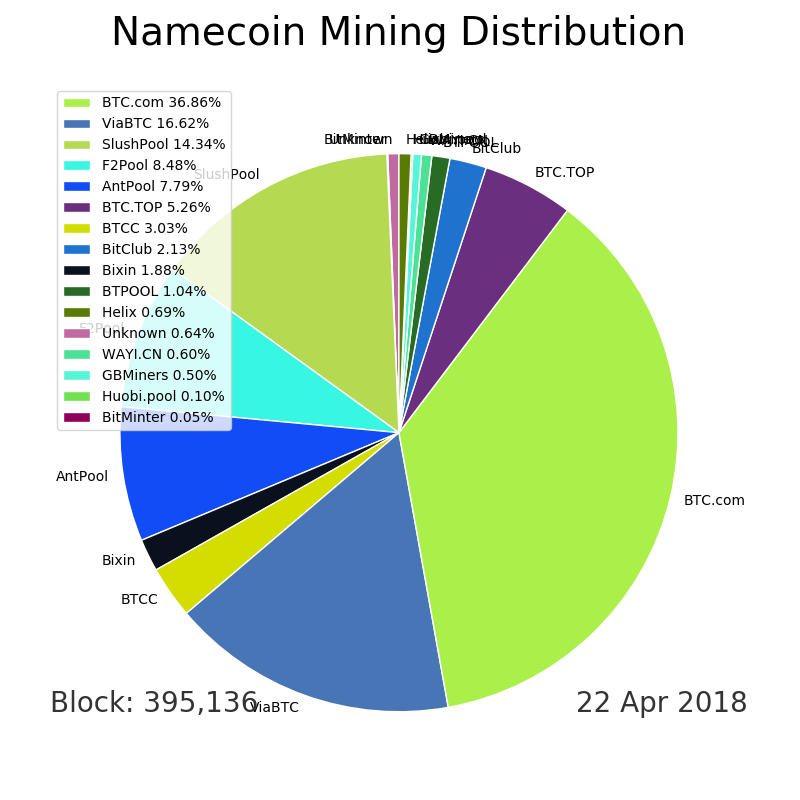 Namecoin Mining Distribution
BTC.com 36.86%
ViaBTC 16.62%
SlushPool 14.34%
F2Pool 8.48%
AntPool 7.79%
BTC.TOP 5.26%
BTCC 3.03%
BitClub 2.13%
Bixin 1.88%
BTPOOL 1.04%
Helix 0.69%
Unknown 0.64%
WAYI.CN 0.60%
GBMiners 0.50%
Huobi.pool 0.10%
BitMinter 0.05%
BitClub
BTC.TOP
SlushPool
F2Pool
AntPool
BTC.com
Bixin
BTCC
ViaBTC
Block: 395,136
22 Apr 2018